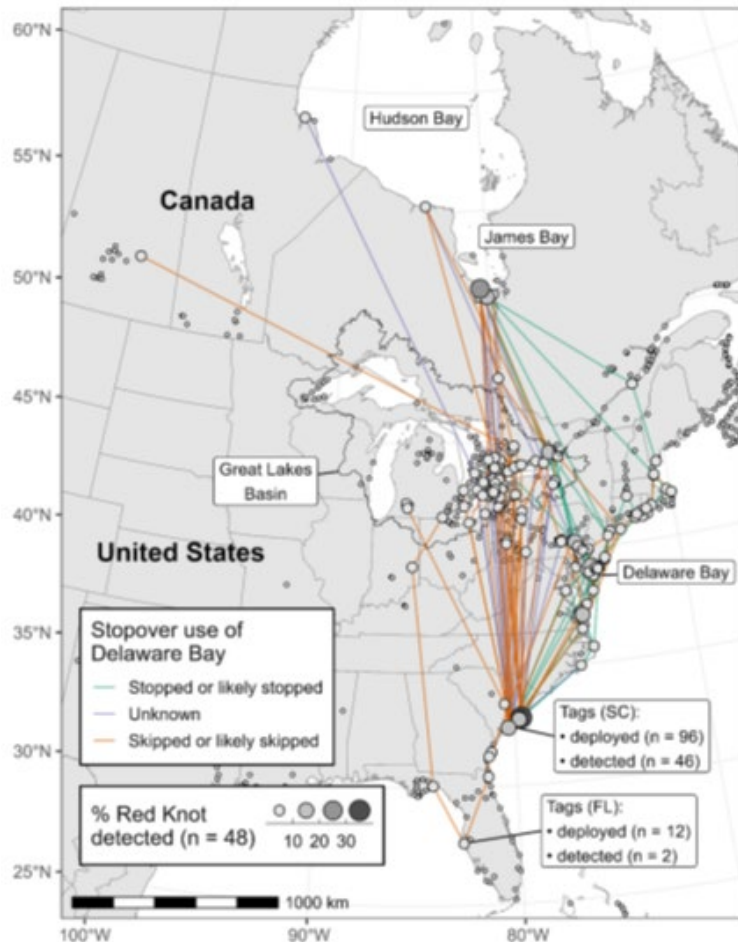 60°N
55°N
50°N
45°N
40°N
35°N
30°N
25°N
Hudson Bay
Canada
James Bay
Great Lakes
Basin
United States
Delaware Bay
Stopover use of
Delaware Bay
Stopped or likely stopped
Unknown
Skipped or likely skipped
Tags (SC):
• deployed (n = 96)
• detected (n = 46)
% Red Knot
detected (n = 48)
10 20 30
Tags (FL):
• deployed (n = 12)
• detected (n = 2)
1000 km
100°W
90°W
80°W